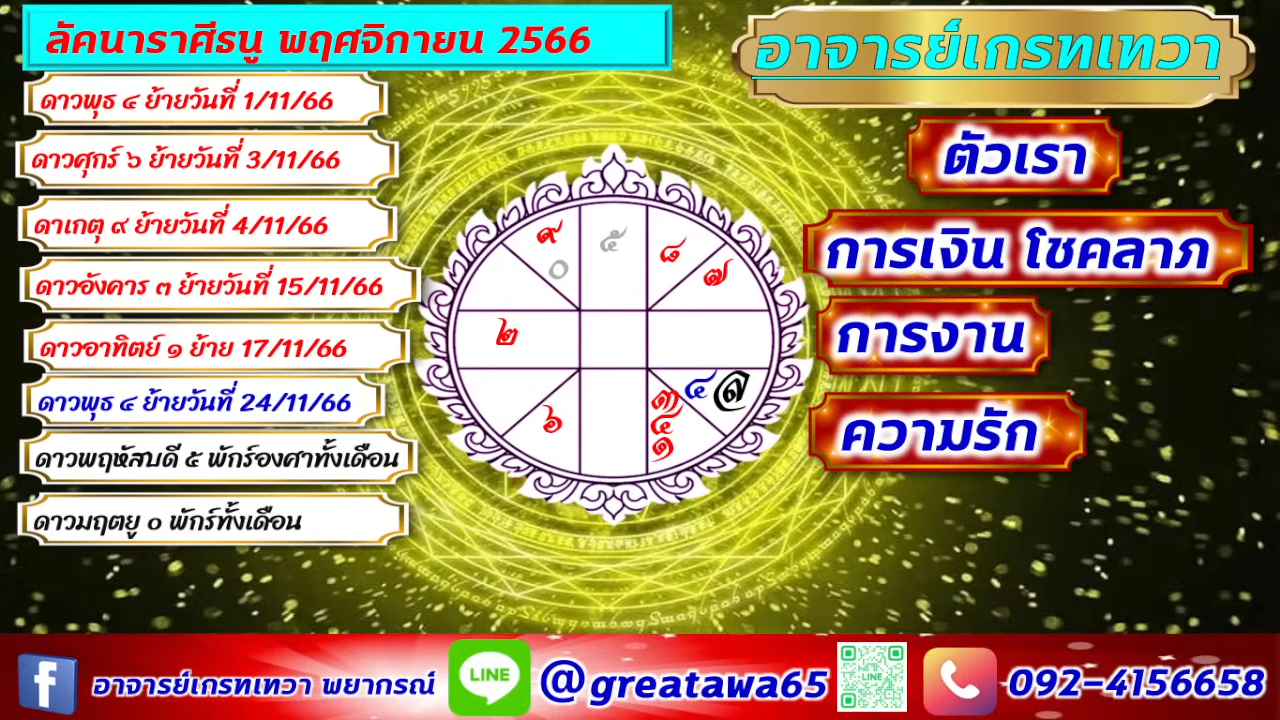 ลัคนาราศีธนู พฤศจิกายน 2566
อาจารย์เกรทเทวา
ดาวพุธ ๔ ย้ายวันที่ 1/11/66
ดาวศุกร์ ๖ ย้ายวันที่ 3/11/66
ดาเกตุ ๙ ย้ายวันที่ 4/11/66
ดาวอังคาร ๓ ย้ายวันที่ 15/11/66
ดาวอาทิตย์ ๑ ย้าย 17/11/66
ดาวพุธ ๔ ย้ายวันที่ 24/11/66
ดาวพฤหัสบดี ๕ พักร์องศาทั้งเดือน
ดาวมฤตยู ๐ พักร์ทั้งเดือน
๙ ๕ ๘
๐ ๗
๒
๓ ๔ ล
๖ ๔
๑
ตัวเรา
การเงิน โชคลาภ
การงาน
ความรัก
อาจารย์เกรทเทวา พยากรณ์
LINE
@greatawa65
LINE
092-4156658